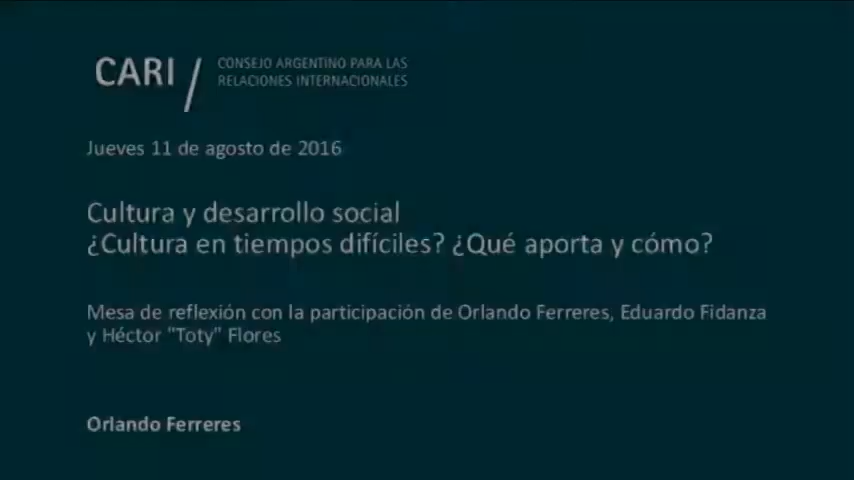 CARI /
CONSEJO ARGENTINO PARA LAS
RELACIONES INTERNACIONALES
Jueves 11 de agosto de 2016
Cultura y desarrollo social
¿Cultura en tiempos difíciles? ¿Qué aporta y cómo?
Mesa de reflexión con la participación de Orlando Ferreres, Eduardo Fidanza
y Héctor "Toty" Flores
Orlando Ferreres